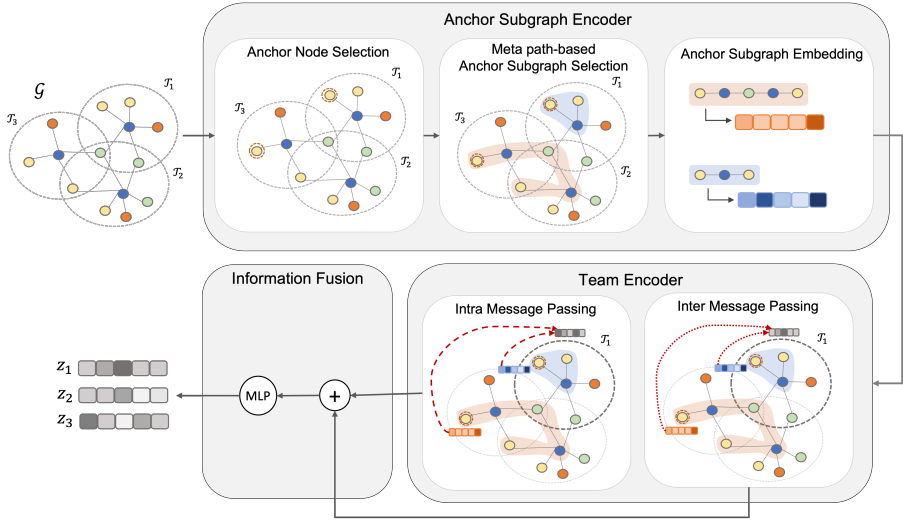 Anchor Subgraph Encoder
Anchor Node Selection
Meta path-based
Anchor Subgraph Selection
Anchor Subgraph Embedding
𝒢
𝒯₁
𝒯₃
𝒯₂
𝒯₁
𝒯₃
𝒯₂
𝒯₁
𝒯₃
𝒯₂
Information Fusion
Team Encoder
Intra Message Passing
Inter Message Passing
𝒯₁
𝒯₁
z₁
z₂
z₃
MLP
+